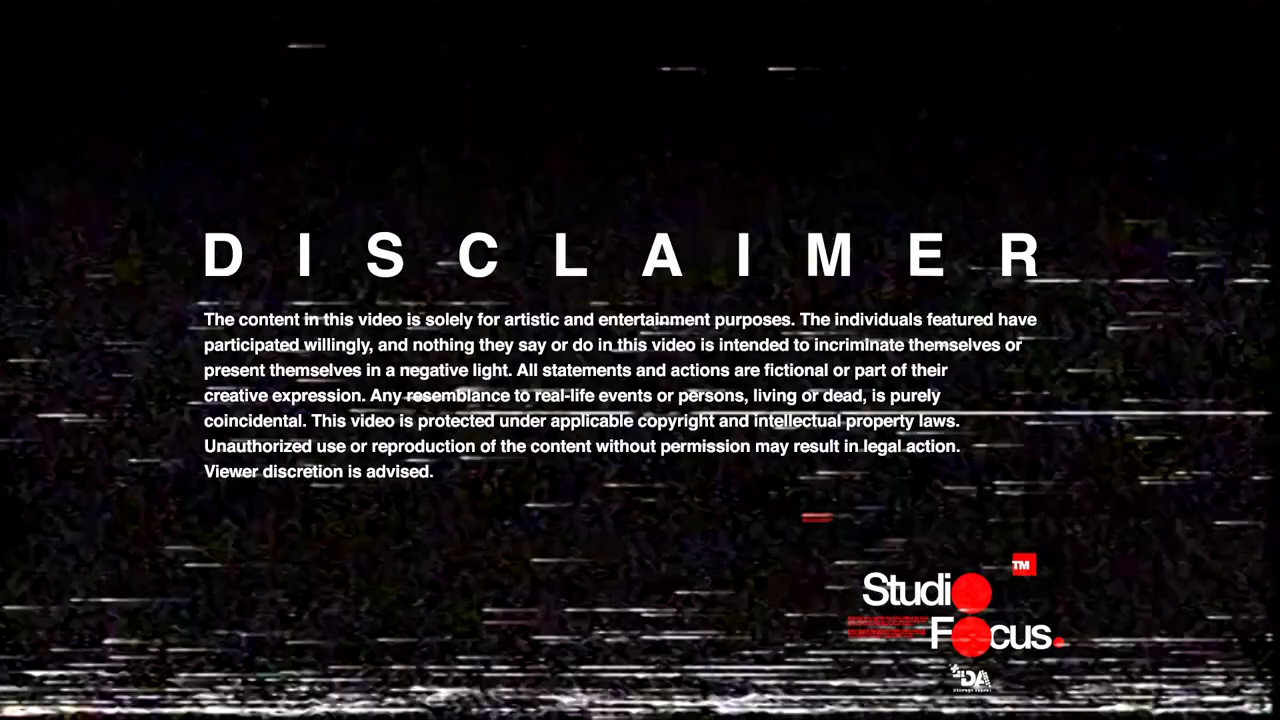 DISCLAIMER
The content in this video is solely for artistic and entertainment purposes. The individuals featured have
participated willingly, and nothing they say or do in this video is intended to incriminate themselves or
present themselves in a negative light. All statements and actions are fictional or part of their
creative expression. Any resemblance to real-life events or persons, living or dead, is purely
coincidental. This video is protected under applicable copyright and intellectual property laws.
Unauthorized use or reproduction of the content without permission may result in legal action.
Viewer discretion is advised.
TM
Studio
Focus.
DA